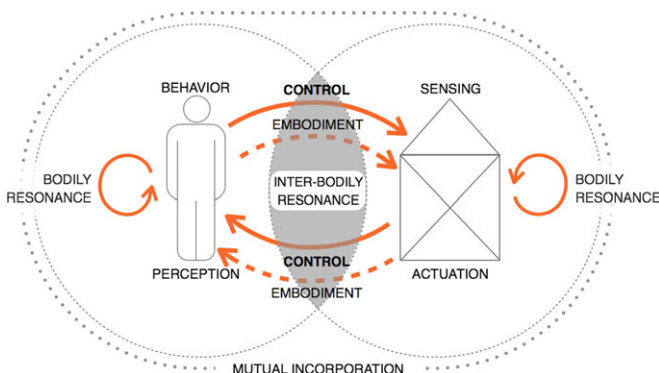 BEHAVIOR
CONTROL
SENSING
EMBODIMENT
BODILY
RESONANCE
INTER-BODILY
RESONANCE
BODILY
RESONANCE
PERCEPTION
CONTROL
ACTUATION
EMBODIMENT
MUTUAL INCORPORATION